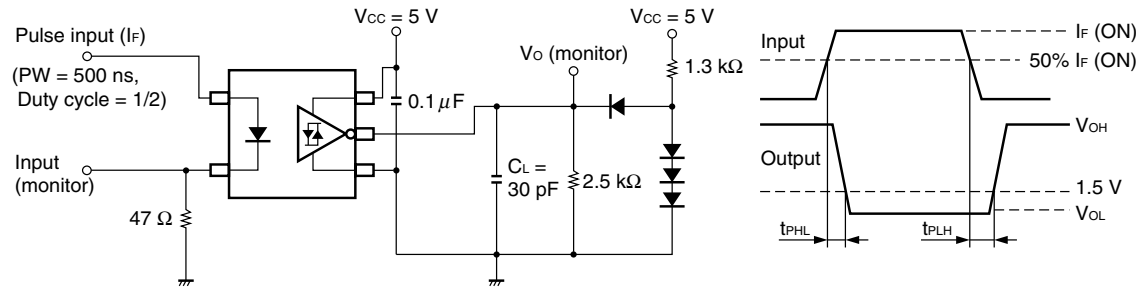 Pulse input (IF)
(PW = 500 ns,
Duty cycle = 1/2)
Input
(monitor)
47 Ω
VCC = 5 V
0.1 μF
VO (monitor)
CL =
30 pF
2.5 kΩ
VCC = 5 V
1.3 kΩ
Input
IF (ON)
50% IF (ON)
VOH
Output
1.5 V
VOL
tPHL
tPLH